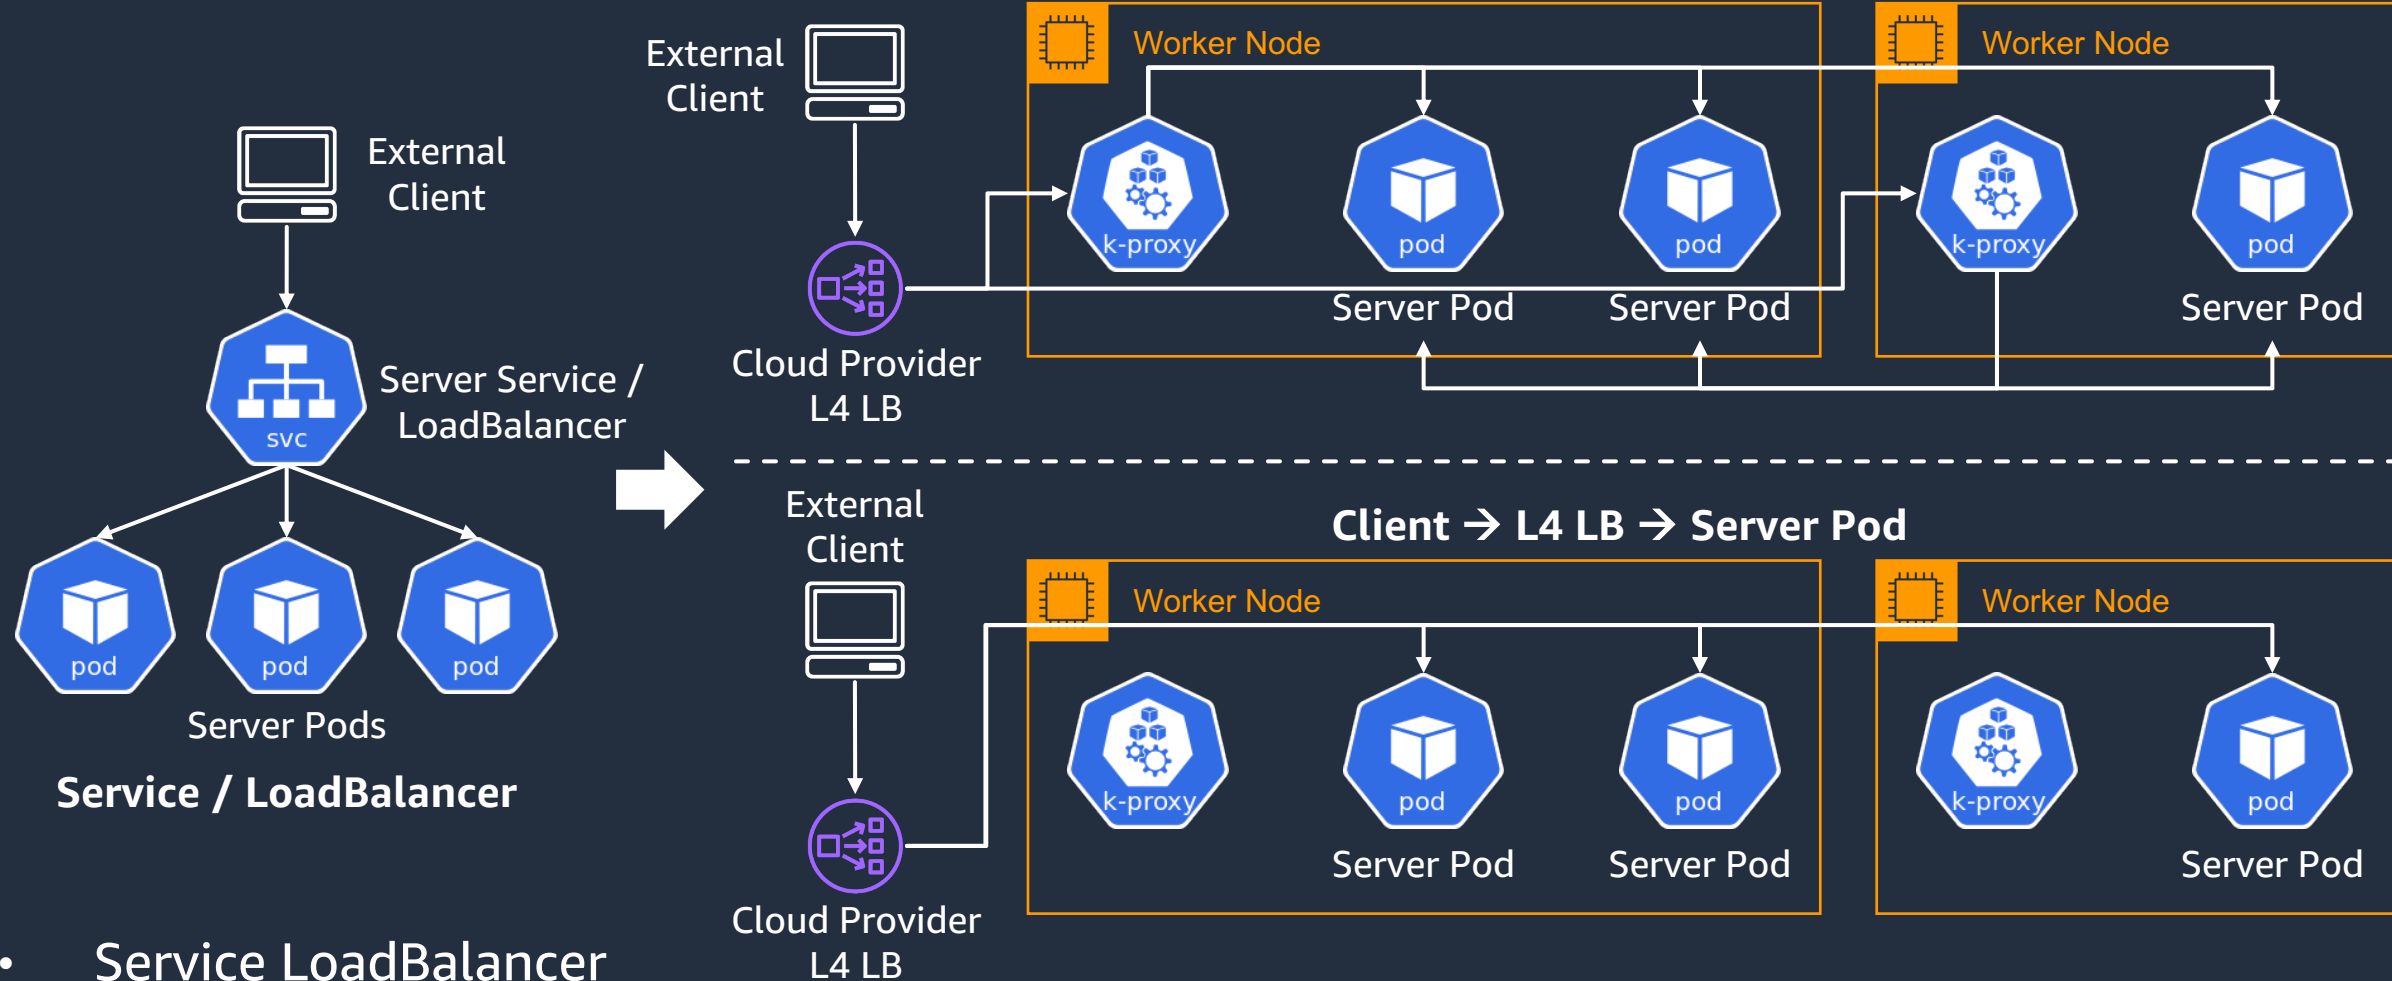 External
Client
Server Service /
LoadBalancer
svc
pod
pod
pod
Server Pods
Service / LoadBalancer
• Service LoadBalancer
External
Client
Cloud Provider
L4 LB
Worker Node
k-proxy
pod
pod
Server Pod
Server Pod
Worker Node
k-proxy
pod
Server Pod
Client → L4 LB → Server Pod
External
Client
Cloud Provider
L4 LB
Worker Node
k-proxy
pod
pod
Server Pod
Server Pod
Worker Node
k-proxy
pod
Server Pod